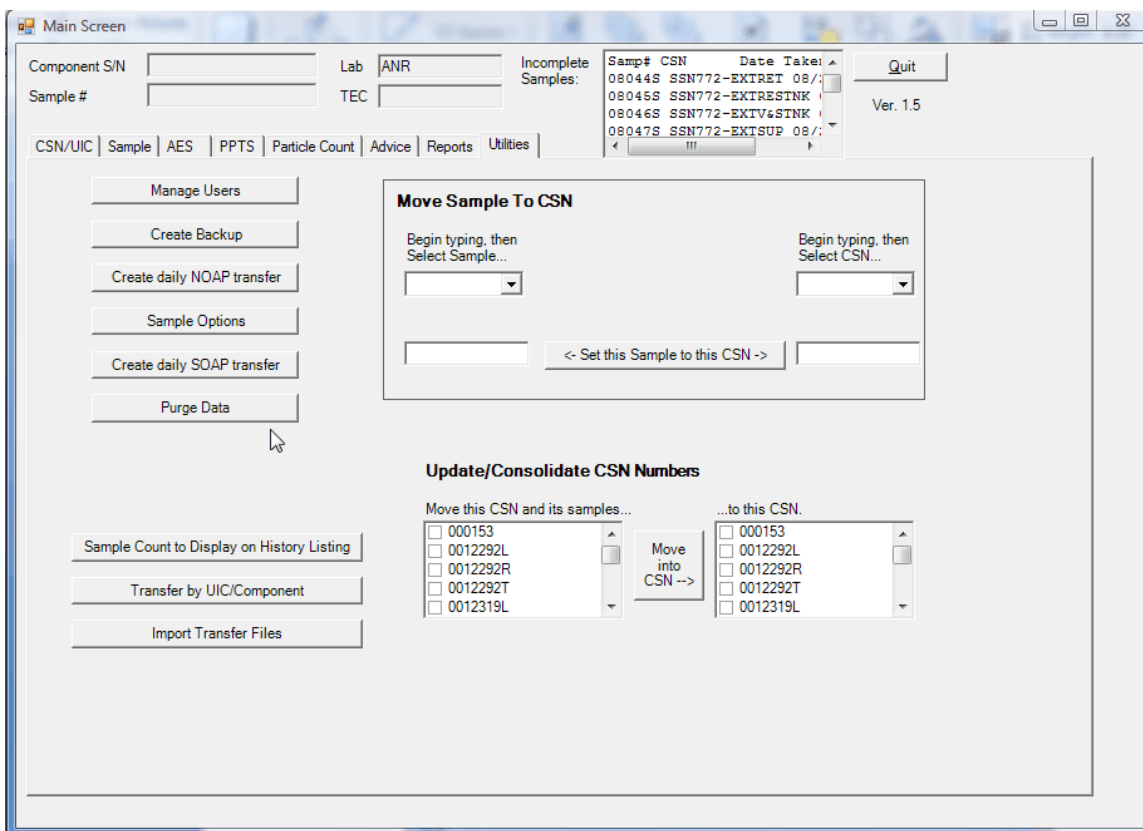 Main Screen
Component S/N
Lab ANR
Incomplete
Samples:
Samp# CSN Date Taken
08044S SSN772-EXTRET 08/
08045S SSN772-EXTRESTNK
08046S SSN772-EXTV&STNK
08047S SSN772-EXTSUP 08/
Quit
Sample #
TEC
Ver. 1.5
CSN/UIC Sample AES PPTS Particle Count Advice Reports Utilities
Manage Users
Create Backup
Create daily NOAP transfer
Sample Options
Create daily SOAP transfer
Purge Data
Sample Count to Display on History Listing
Transfer by UIC/Component
Import Transfer Files
Move Sample To CSN
Begin typing, then
Select Sample...
Begin typing, then
Select CSN...
<- Set this Sample to this CSN ->
Update/Consolidate CSN Numbers
Move this CSN and its samples...
000153
0012292L
0012292R
0012292T
0012319L
Move
into
CSN -->
...to this CSN.
000153
0012292L
0012292R
0012292T
0012319L